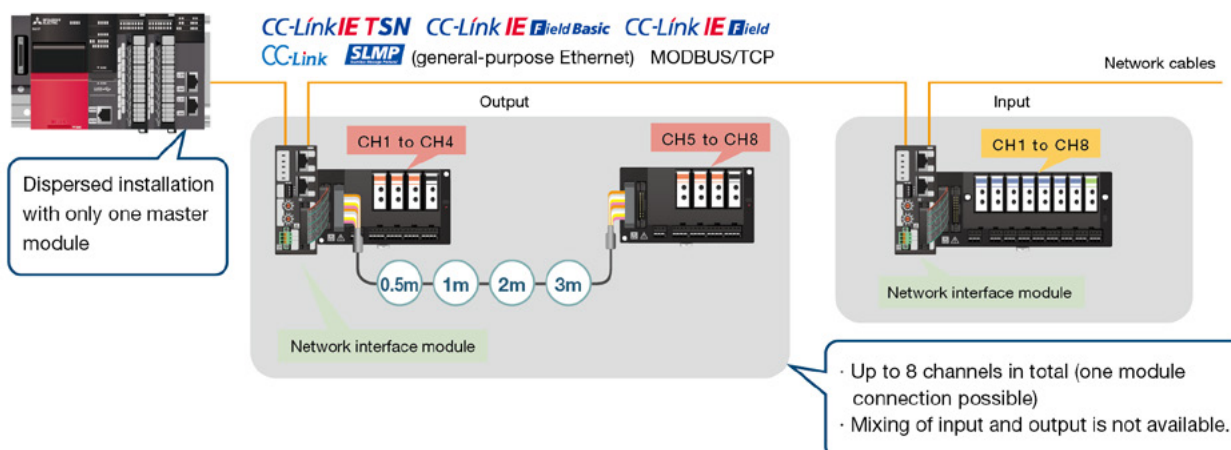 CC-Link IE TSN CC-Link IE Field Basic CC-Link IE Field
CC-Link SLMP (general-purpose Ethernet) MODBUS/TCP
Network cables
Output
Input
CH1 to CH4
CH5 to CH8
CH1 to CH8
Dispersed installation
with only one master
module
0.5m 1m 2m 3m
Network interface module
Network interface module
· Up to 8 channels in total (one module
connection possible)
· Mixing of input and output is not available.